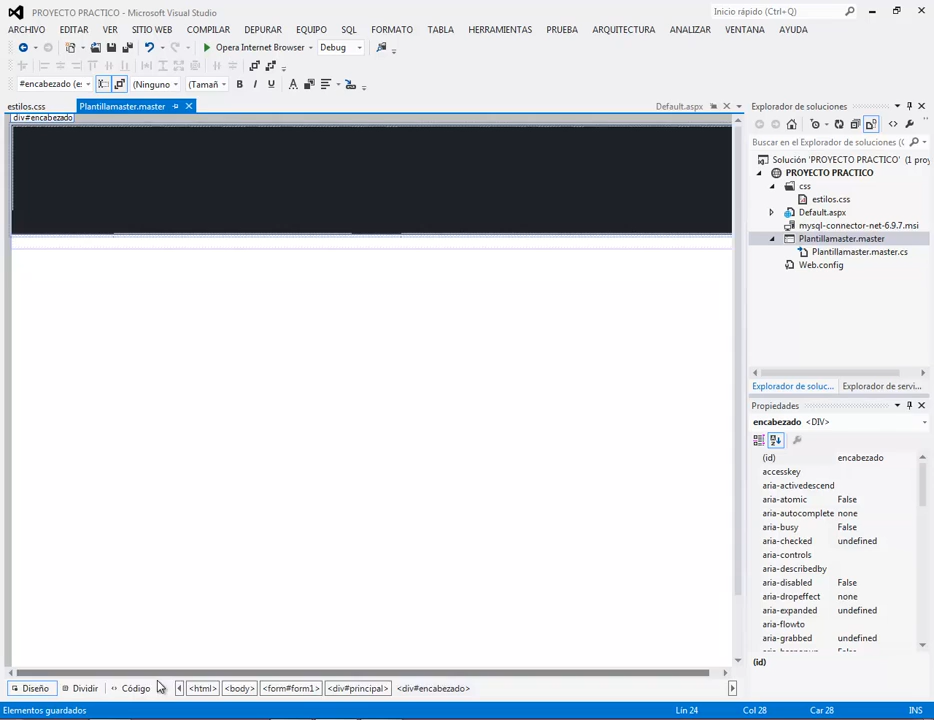 PROYECTO PRACTICO - Microsoft Visual Studio
Inicio rápido (Ctrl+Q)
ARCHIVO EDITAR VER SITIO WEB COMPILAR DEPURAR EQUIPO SQL FORMATO TABLA HERRAMIENTAS PRUEBA ARQUITECTURA ANALIZAR VENTANA AYUDA
Opera Internet Browser Debug
#encabezado (e (Ninguno (Tamañ B I A
estilos.css Plantillamaster.master Default.aspx
div#encabezado
Explorador de soluciones
Buscar en el Explorador de soluciones (C
Solución 'PROYECTO PRACTICO' (1 proy
PROYECTO PRACTICO
css
estilos.css
Default.aspx
mysql-connector-net-6.9.7.msi
Plantillamaster.master
Plantillamaster.master.cs
Web.config
Explorador de soluc... Explorador de servi...
Propiedades
encabezado <DIV>
(id) encabezado
accesskey
aria-activedescend
aria-atomic False
aria-autocomplete none
aria-busy False
aria-checked undefined
aria-controls
aria-describedby
aria-disabled False
aria-dropeffect none
aria-expanded undefined
aria-flowto
aria-grabbed undefined
(id)
Diseño Dividir Código <html> <body> <form#form1> <div#principal> <div#encabezado>
Elementos guardados Lín 24 Col 28 Car 28 INS